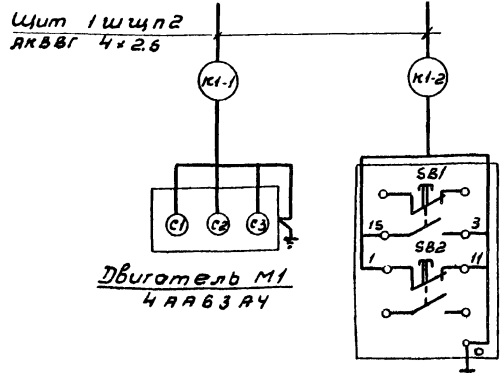 Щит 1ШЩП2
АКВВГ 4×2.5
К1-1
К1-2
SB1
15
3
SB2
1
11
С1
С2
С3
0
Двигатель М1
4АА63А4